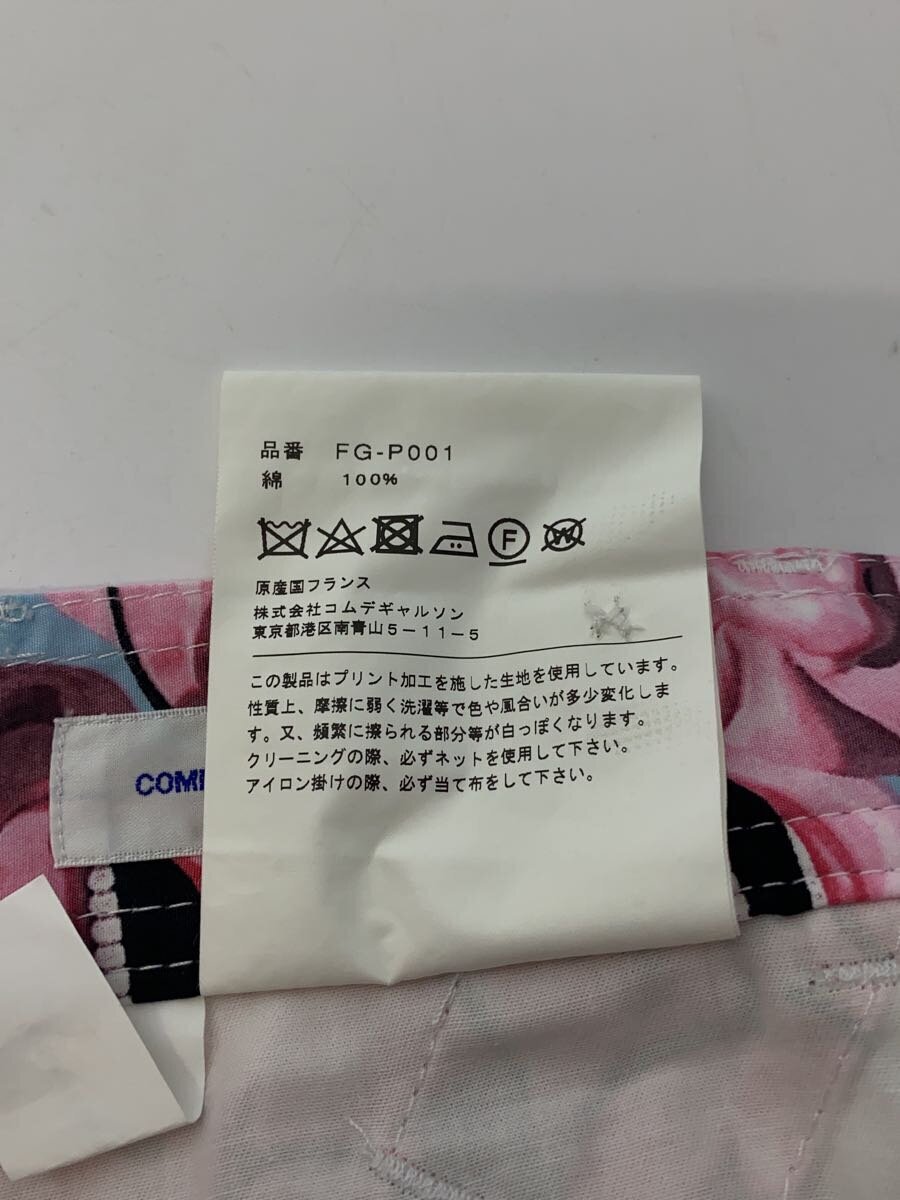 品番 FG-P001
綿 100%
F W
原産国フランス
株式会社コムデギャルソン
東京都港区南青山5-11-5
この製品はプリント加工を施した生地を使用しています。
性質上、摩擦に弱く洗濯等で色や風合いが多少変化しま
す。又、頻繁に擦られる部分等が白っぽくなります。
クリーニングの際、必ずネットを使用して下さい。
アイロン掛けの際、必ず当て布をして下さい。